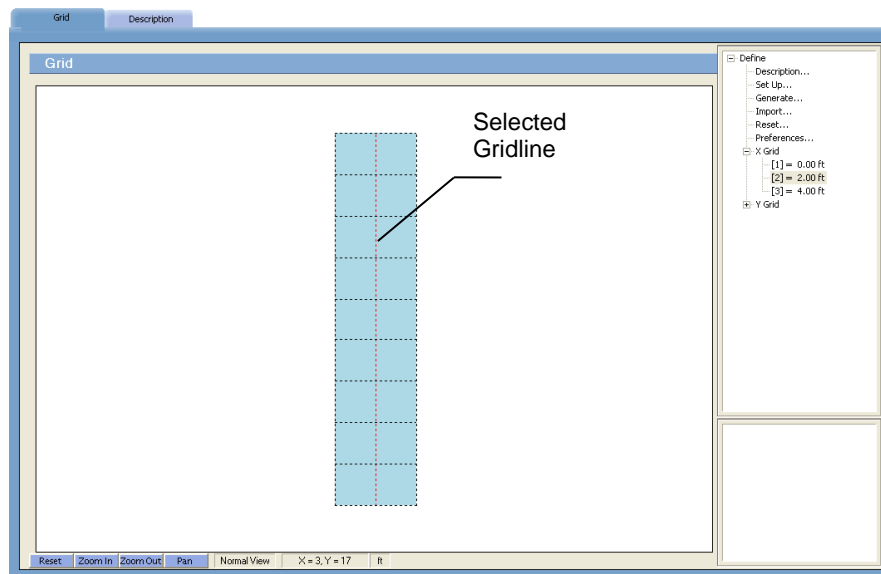 Grid
Description
Grid
Selected
Gridline
Define
Description...
Set Up...
Generate...
Import...
Reset...
Preferences...
X Grid
[1] = 0.00 ft
[2] = 2.00 ft
[3] = 4.00 ft
Y Grid
Reset
Zoom In
Zoom Out
Pan
Normal View
X = 3, Y = 17
ft